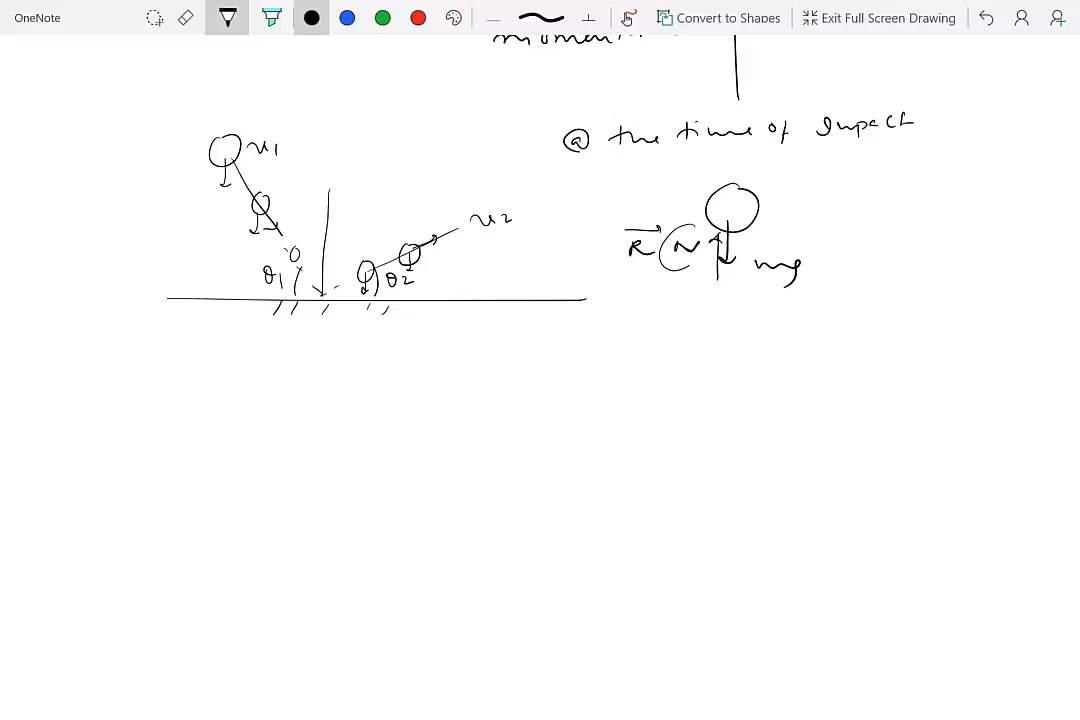 OneNote
Convert to Shapes
Exit Full Screen Drawing
@ the time of Impact
u1
u2
θ1
θ2
R
N
mg